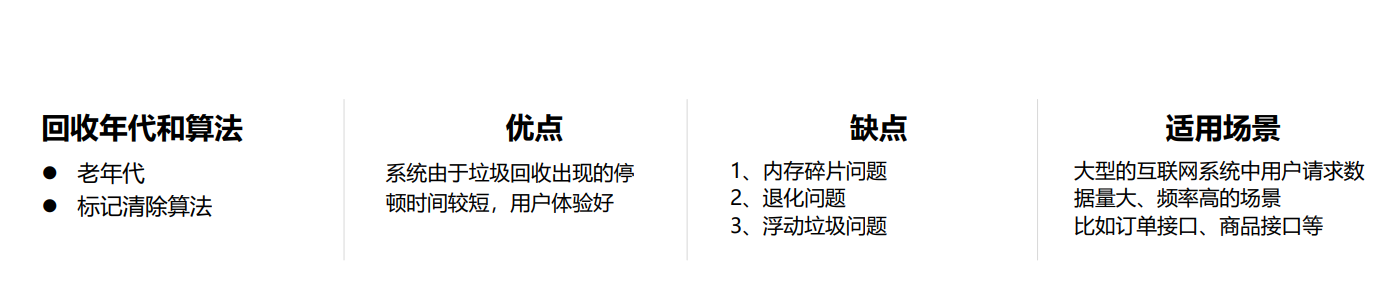 回收年代和算法
● 老年代
● 标记清除算法
优点
系统由于垃圾回收出现的停
顿时间较短，用户体验好
缺点
1、内存碎片问题
2、退化问题
3、浮动垃圾问题
适用场景
大型的互联网系统中用户请求数
据量大、频率高的场景
比如订单接口、商品接口等